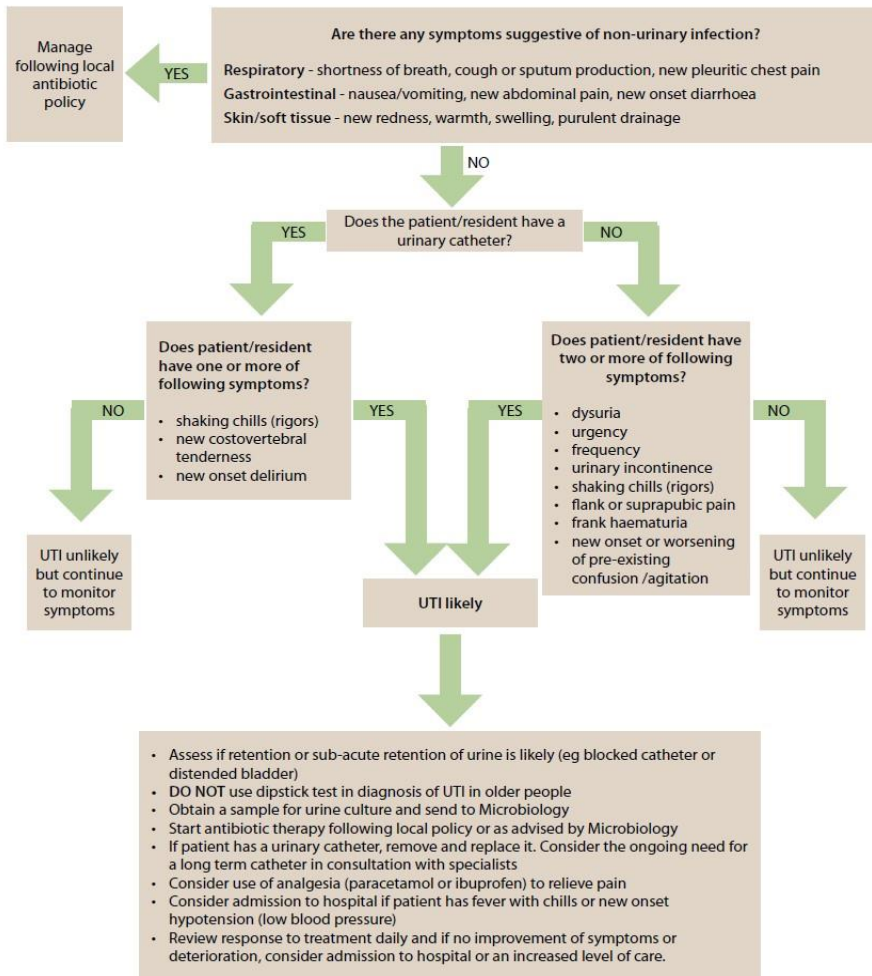 Manage
following local
antibiotic
policy
YES
Are there any symptoms suggestive of non-urinary infection?
Respiratory - shortness of breath, cough or sputum production, new pleuritic chest pain
Gastrointestinal - nausea/vomiting, new abdominal pain, new onset diarrhoea
Skin/soft tissue - new redness, warmth, swelling, purulent drainage
NO
Does the patient/resident have a
urinary catheter?
YES
NO
Does patient/resident
have one or more of
following symptoms?
• shaking chills (rigors)
• new costovertebral
tenderness
• new onset delirium
NO
YES
Does patient/resident have
two or more of following
symptoms?
• dysuria
• urgency
• frequency
• urinary incontinence
• shaking chills (rigors)
• flank or suprapubic pain
• frank haematuria
• new onset or worsening
of pre-existing
confusion /agitation
YES
NO
UTI unlikely
but continue
to monitor
symptoms
UTI likely
UTI unlikely
but continue
to monitor
symptoms
• Assess if retention or sub-acute retention of urine is likely (eg blocked catheter or
distended bladder)
• DO NOT use dipstick test in diagnosis of UTI in older people
• Obtain a sample for urine culture and send to Microbiology
• Start antibiotic therapy following local policy or as advised by Microbiology
• If patient has a urinary catheter, remove and replace it. Consider the ongoing need for
a long term catheter in consultation with specialists
• Consider use of analgesia (paracetamol or ibuprofen) to relieve pain
• Consider admission to hospital if patient has fever with chills or new onset
hypotension (low blood pressure)
• Review response to treatment daily and if no improvement of symptoms or
deterioration, consider admission to hospital or an increased level of care.